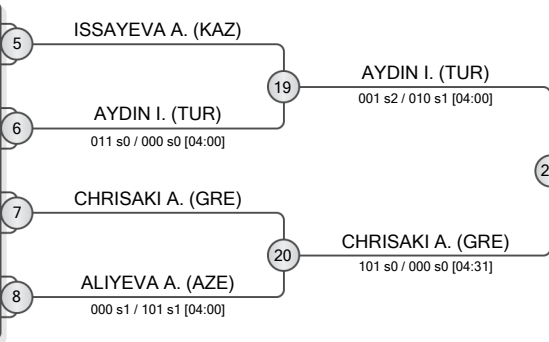 5
ISSAYEVA A. (KAZ)
19
AYDIN I. (TUR)
001 s2 / 010 s1 [04:00]
6
AYDIN I. (TUR)
011 s0 / 000 s0 [04:00]
7
CHRISAKI A. (GRE)
20
CHRISAKI A. (GRE)
101 s0 / 000 s0 [04:31]
8
ALIYEVA A. (AZE)
000 s1 / 101 s1 [04:00]